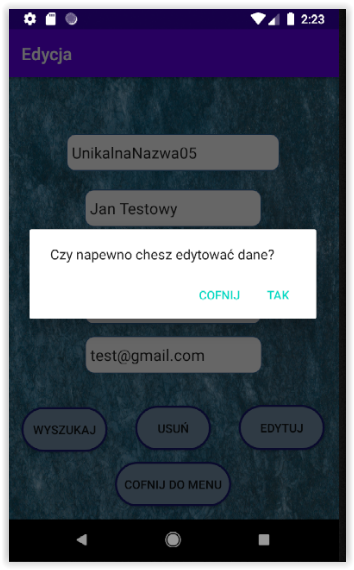 2:23
Edycja
UnikalnaNazwa05
Jan Testowy
Czy napewno chesz edytować dane?
COFNIJ TAK
test@gmail.com
WYSZUKAJ USUŃ EDYTUJ
COFNIJ DO MENU